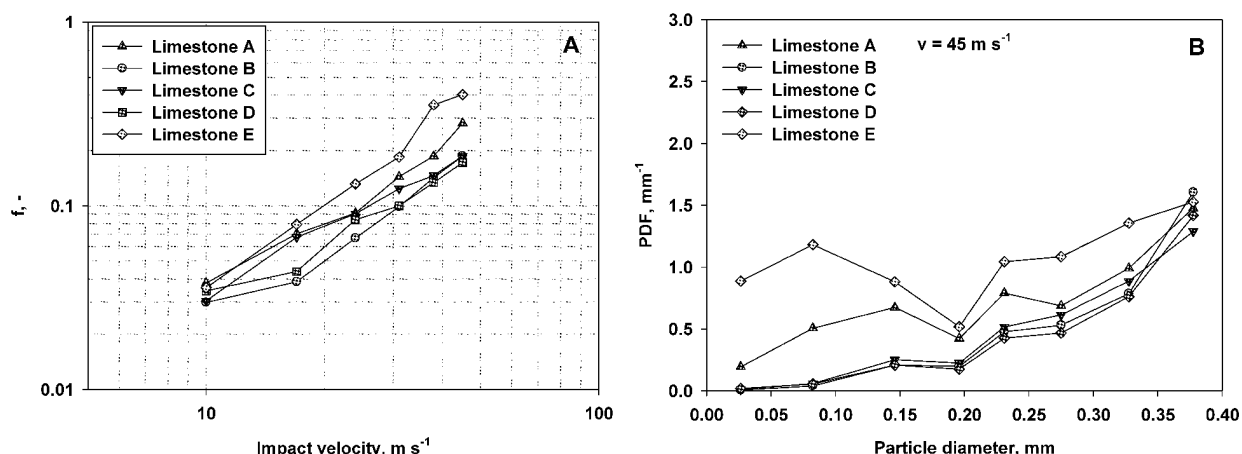 1
A
Limestone A
Limestone B
Limestone C
Limestone D
Limestone E
f, -
0.1
0.01
10
100
Impact velocity, m s-1
3.0
B
v = 45 m s-1
Limestone A
Limestone B
Limestone C
Limestone D
Limestone E
PDF, mm-1
2.5
2.0
1.5
1.0
0.5
0.0
0.00 0.05 0.10 0.15 0.20 0.25 0.30 0.35 0.40
Particle diameter, mm